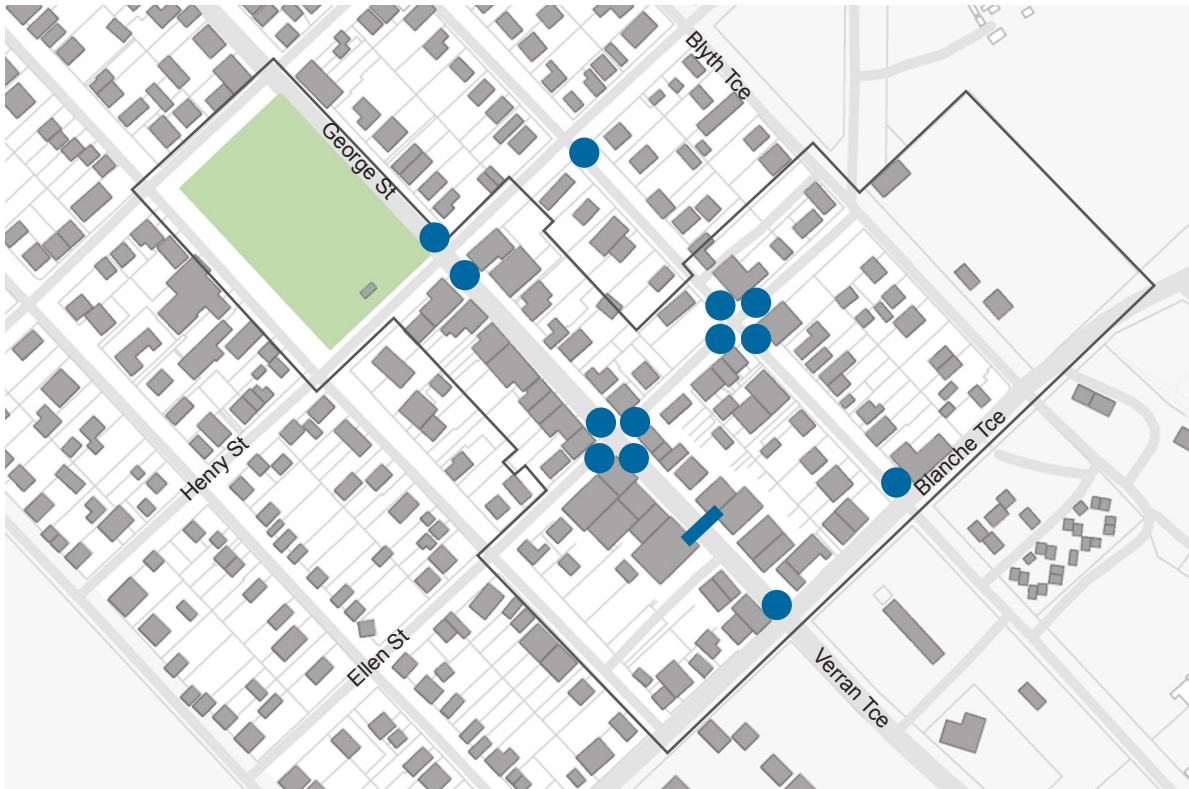 Blyth Tce
George St
Blanche Tce
Henry St
Ellen St
Verran Tce